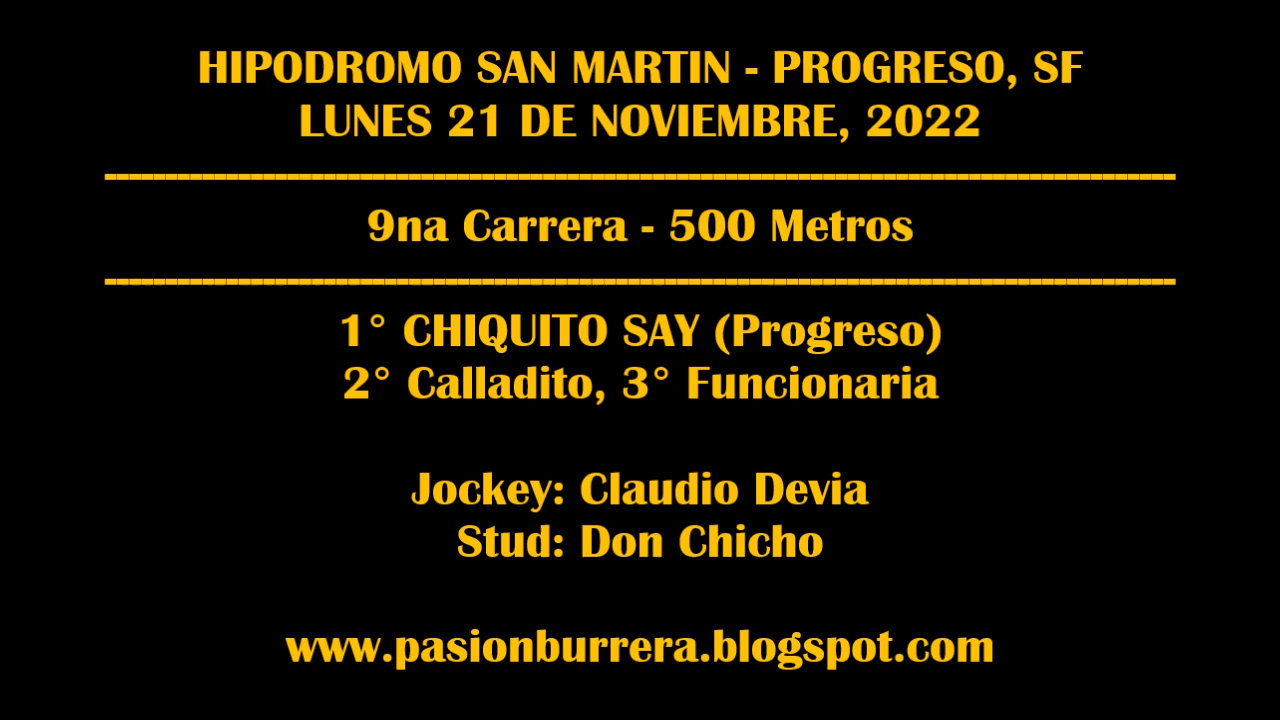 HIPODROMO SAN MARTIN - PROGRESO, SF
LUNES 21 DE NOVIEMBRE, 2022
9na Carrera - 500 Metros
1° CHIQUITO SAY (Progreso)
2° Calladito, 3° Funcionaria
Jockey: Claudio Devia
Stud: Don Chicho
www.pasionburrera.blogspot.com